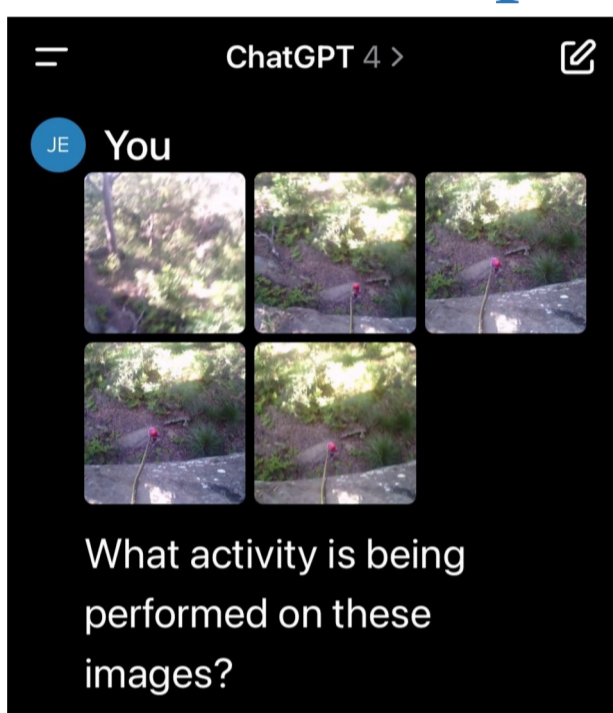 ChatGPT 4 >
JE You
What activity is being
performed on these
images?